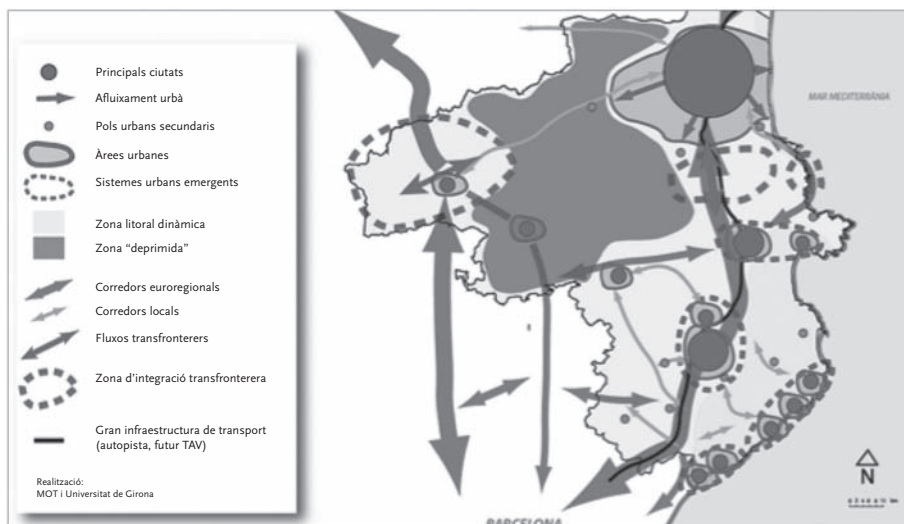 Principals ciutats
Afluixament urbà
Pols urbans secundaris
Àrees urbanes
Sistemes urbans emergents
Zona litoral dinàmica
Zona "deprimida"
Corredors euroregionals
Corredors locals
Fluxos transfronterers
Zona d'integració transfronterera
Gran infraestructura de transport
(autopista, futur TAV)
Realització:
MOT i Universitat de Girona
MAR MEDITERRÀNIA
N
BARCELONA